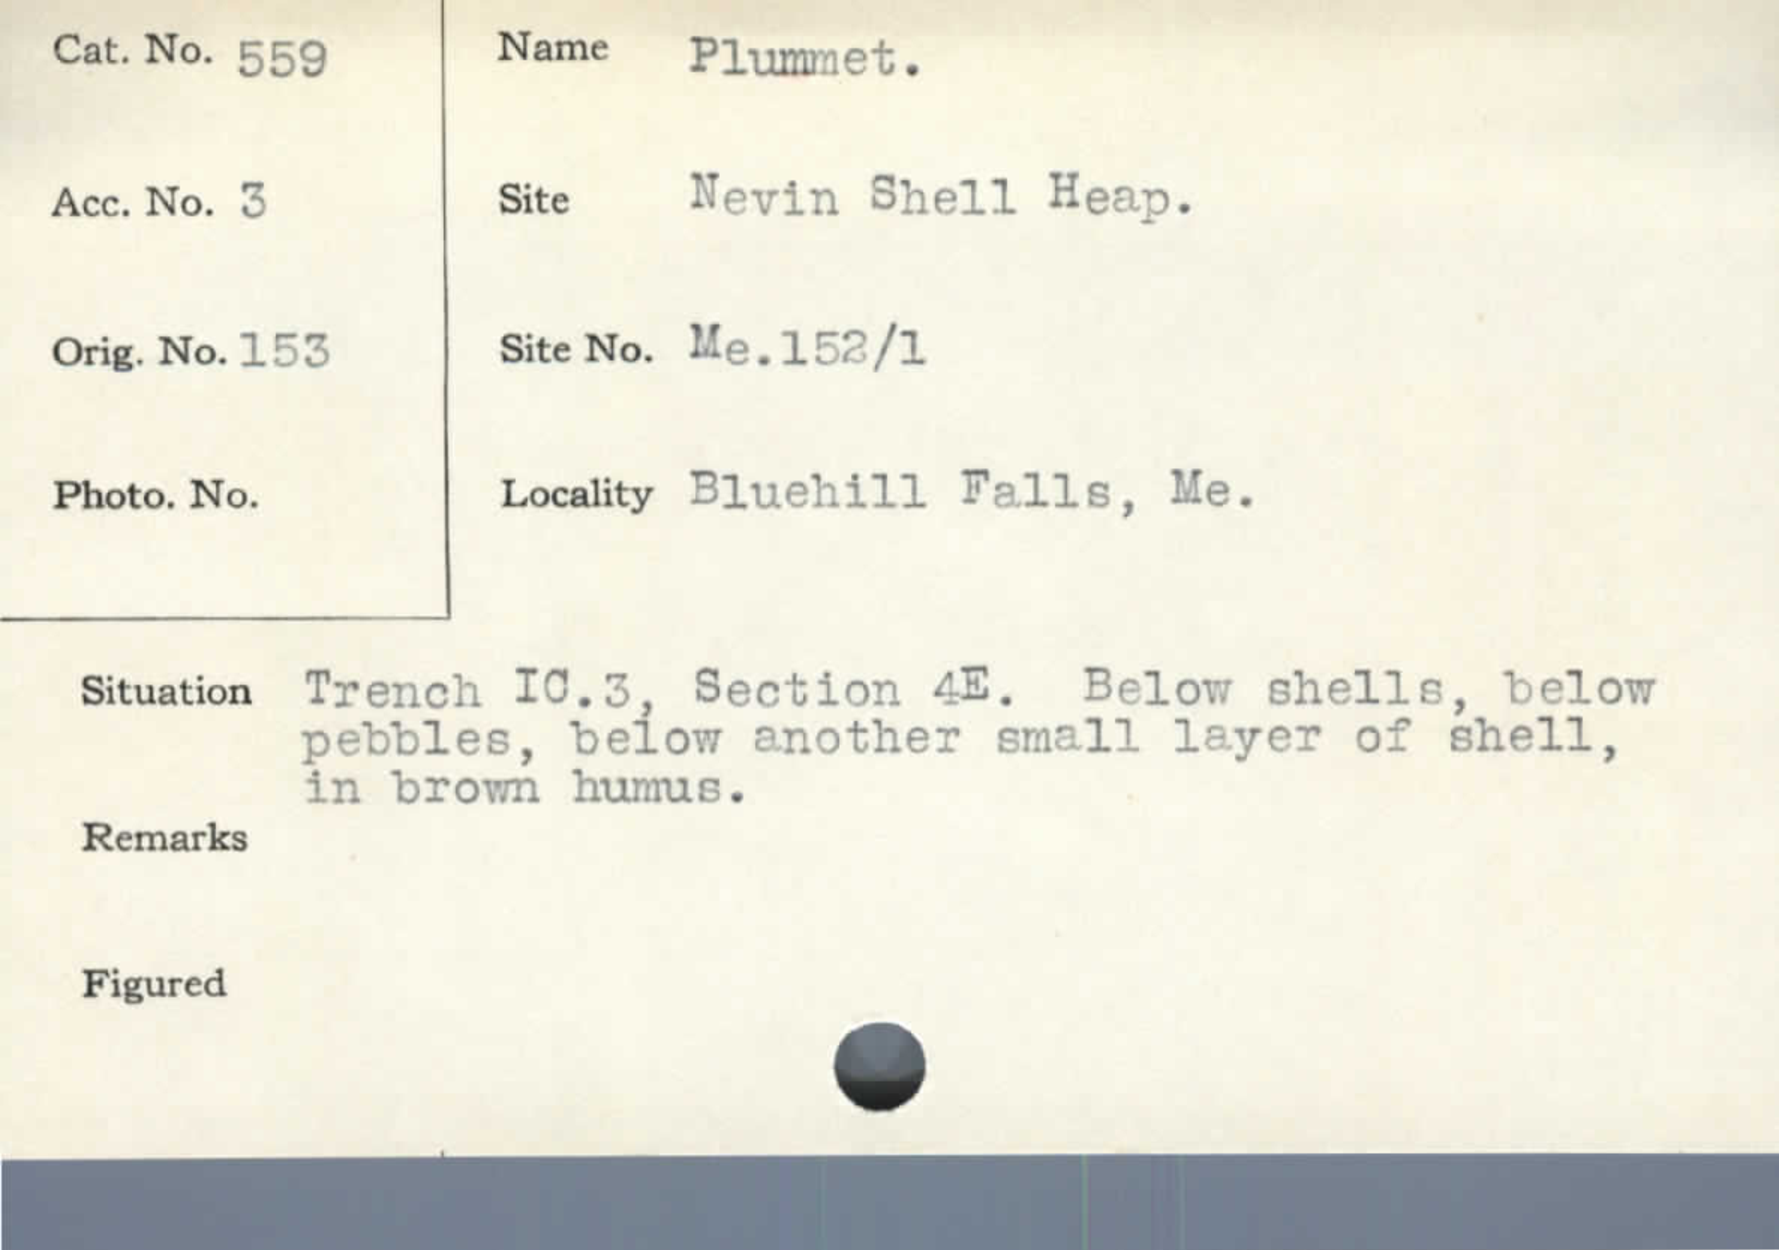 Cat. No. 559
Name Plummet.
Acc. No. 3
Site Nevin Shell Heap.
Orig. No. 153
Site No. Me.152/1
Photo. No.
Locality Bluehill Falls, Me.
Situation Trench IC.3, Section 4E. Below shells, below
pebbles, below another small layer of shell,
in brown humus.
Remarks
Figured